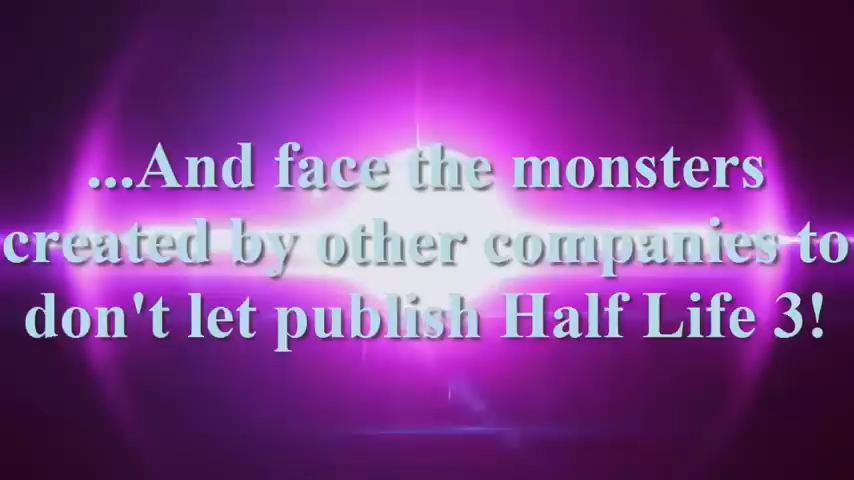 ...And face the monsters
created by other companies to
don't let publish Half Life 3!